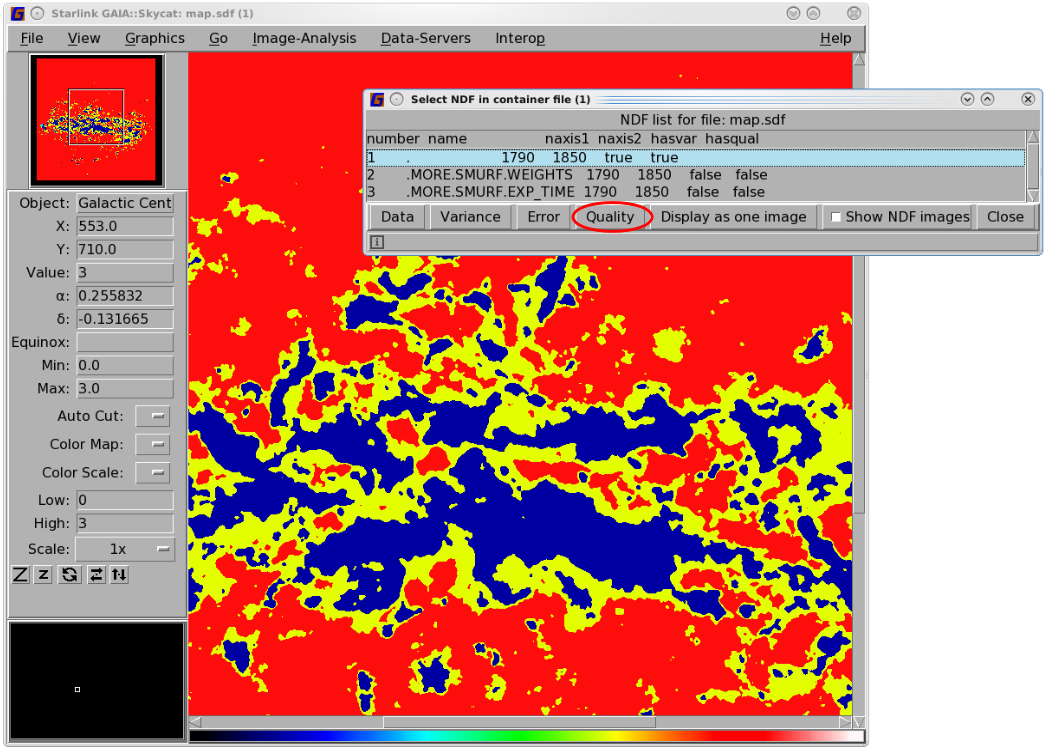 Starlink GAIA::Skycat: map.sdf (1)
File View Graphics Go Image-Analysis Data-Servers Interop Help
Select NDF in container file (1)
NDF list for file: map.sdf
number name naxis1 naxis2 hasvar hasqual
1 . 1790 1850 true true
2 .MORE.SMURF.WEIGHTS 1790 1850 false false
3 .MORE.SMURF.EXP_TIME 1790 1850 false false
Data Variance Error Quality Display as one image Show NDF images Close
Object: Galactic Cent
X: 553.0
Y: 710.0
Value: 3
α: 0.255832
δ: -0.131665
Equinox:
Min: 0.0
Max: 3.0
Auto Cut:
Color Map:
Color Scale:
Low: 0
High: 3
Scale: 1x
Z z